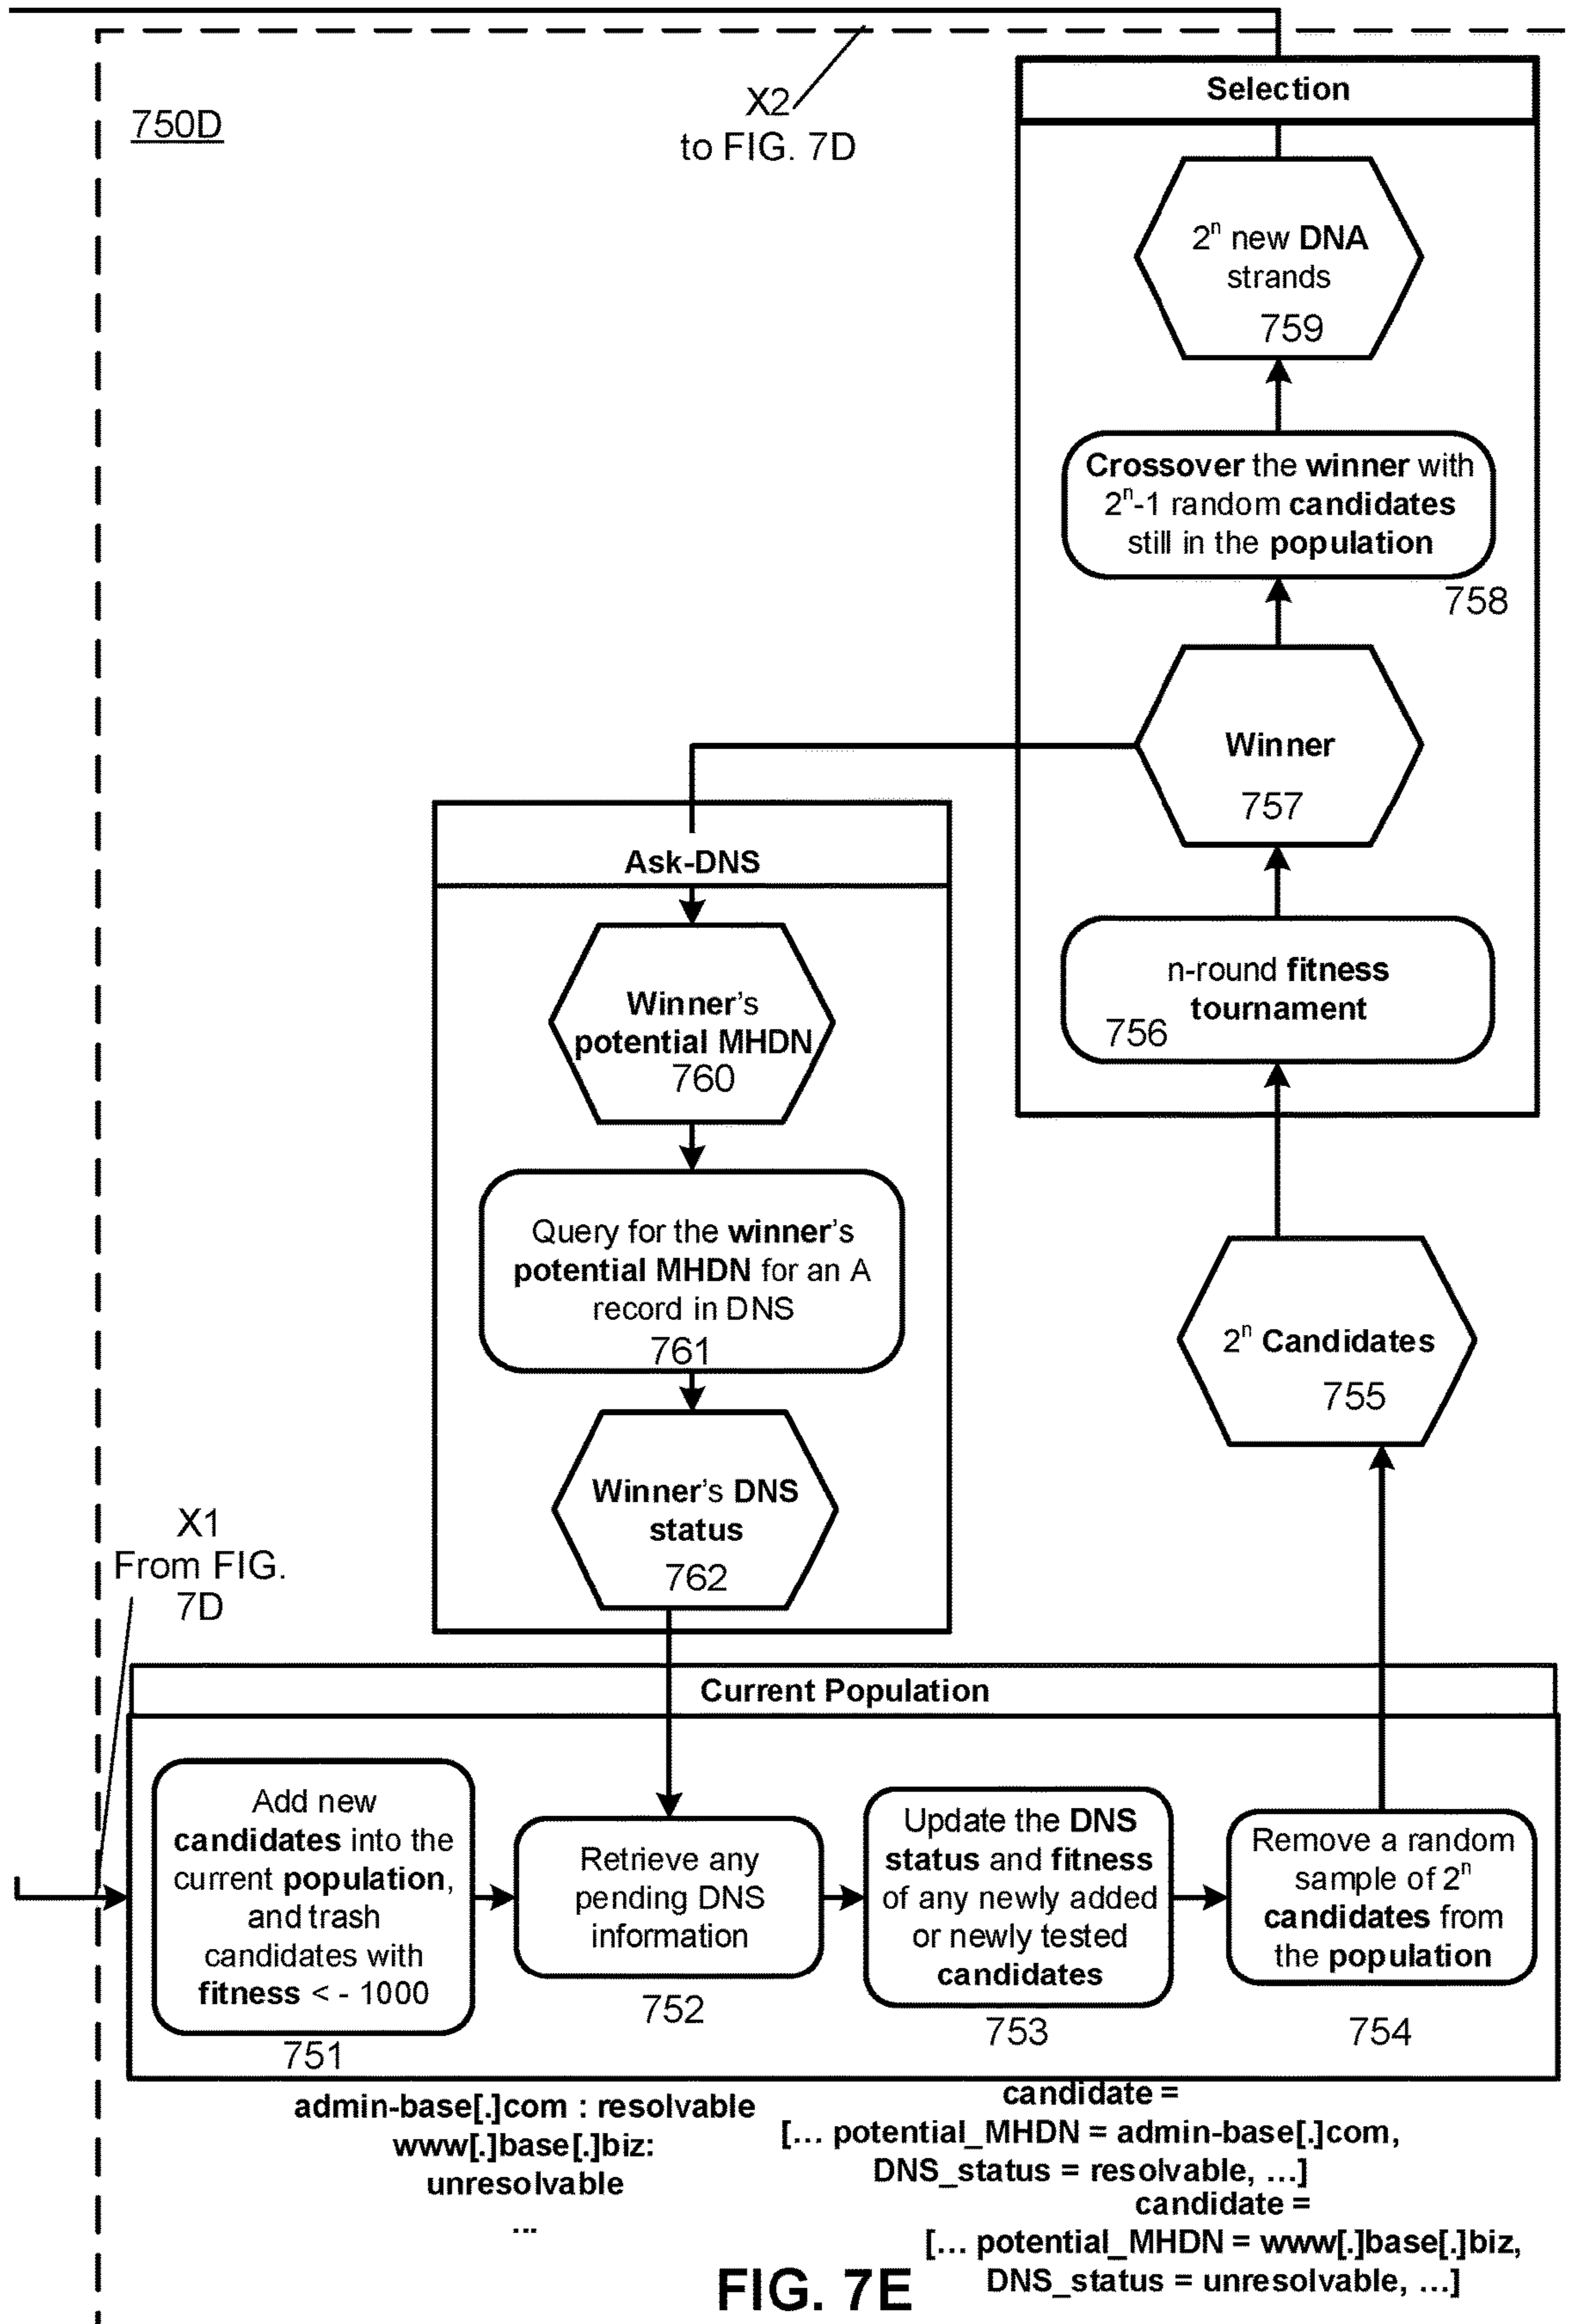 750D
X2
to FIG. 7D
Selection
2ⁿ new DNA
strands
759
Crossover the winner with
2ⁿ-1 random candidates
still in the population
758
Winner
757
n-round fitness
tournament
756
2ⁿ Candidates
755
Ask-DNS
Winner's
potential MHDN
760
Query for the winner's
potential MHDN for an A
record in DNS
761
Winner's DNS
status
762
X1
From FIG.
7D
Current Population
Add new
candidates into the
current population,
and trash
candidates with
fitness < - 1000
751
Retrieve any
pending DNS
information
752
Update the DNS
status and fitness
of any newly added
or newly tested
candidates
753
Remove a random
sample of 2ⁿ
candidates from
the population
754
admin-base[.]com : resolvable
www[.]base[.]biz:
unresolvable
...
candidate =
[... potential_MHDN = admin-base[.]com,
DNS_status = resolvable, ...]
candidate =
[... potential_MHDN = www[.]base[.]biz,
DNS_status = unresolvable, ...]
FIG. 7E